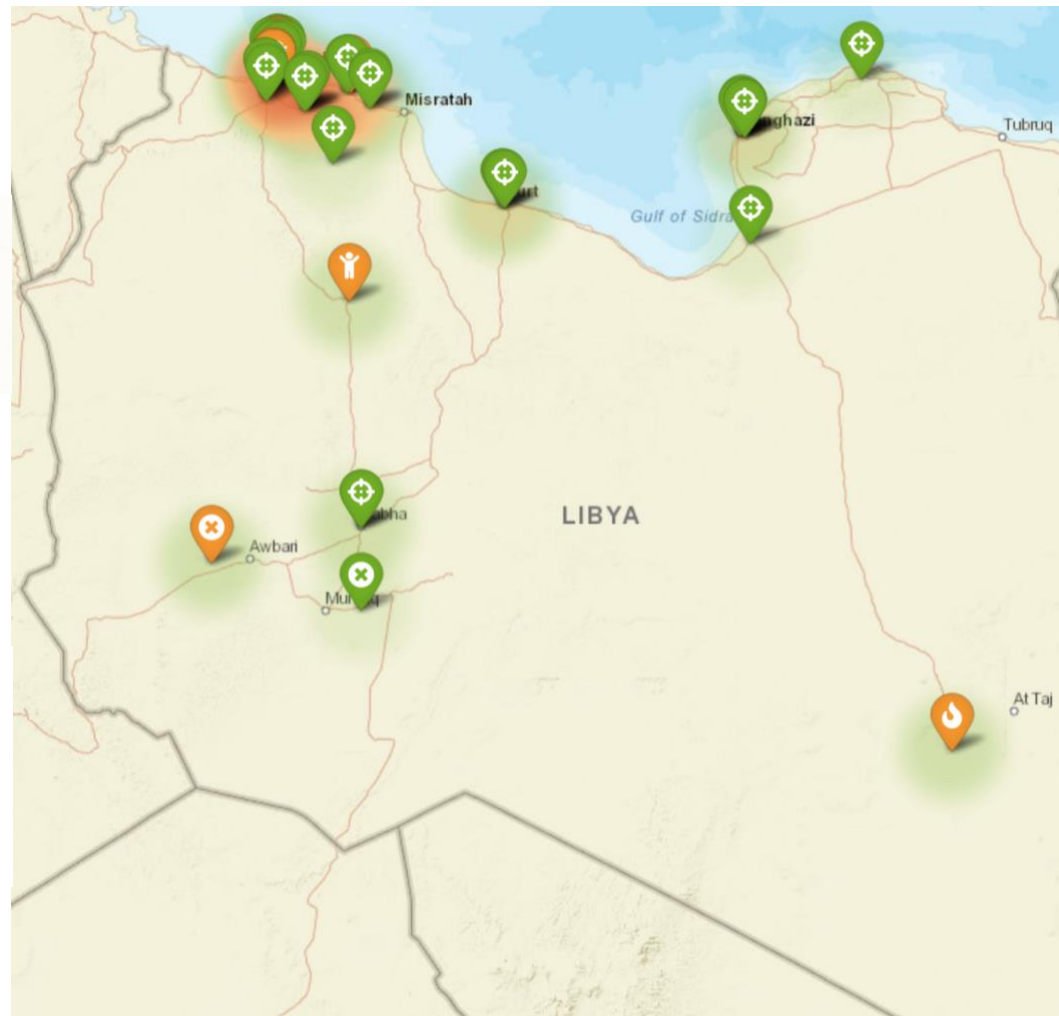 Misratah
Tubruq
Gulf of Sidra
LIBYA
Awbari
At Taj